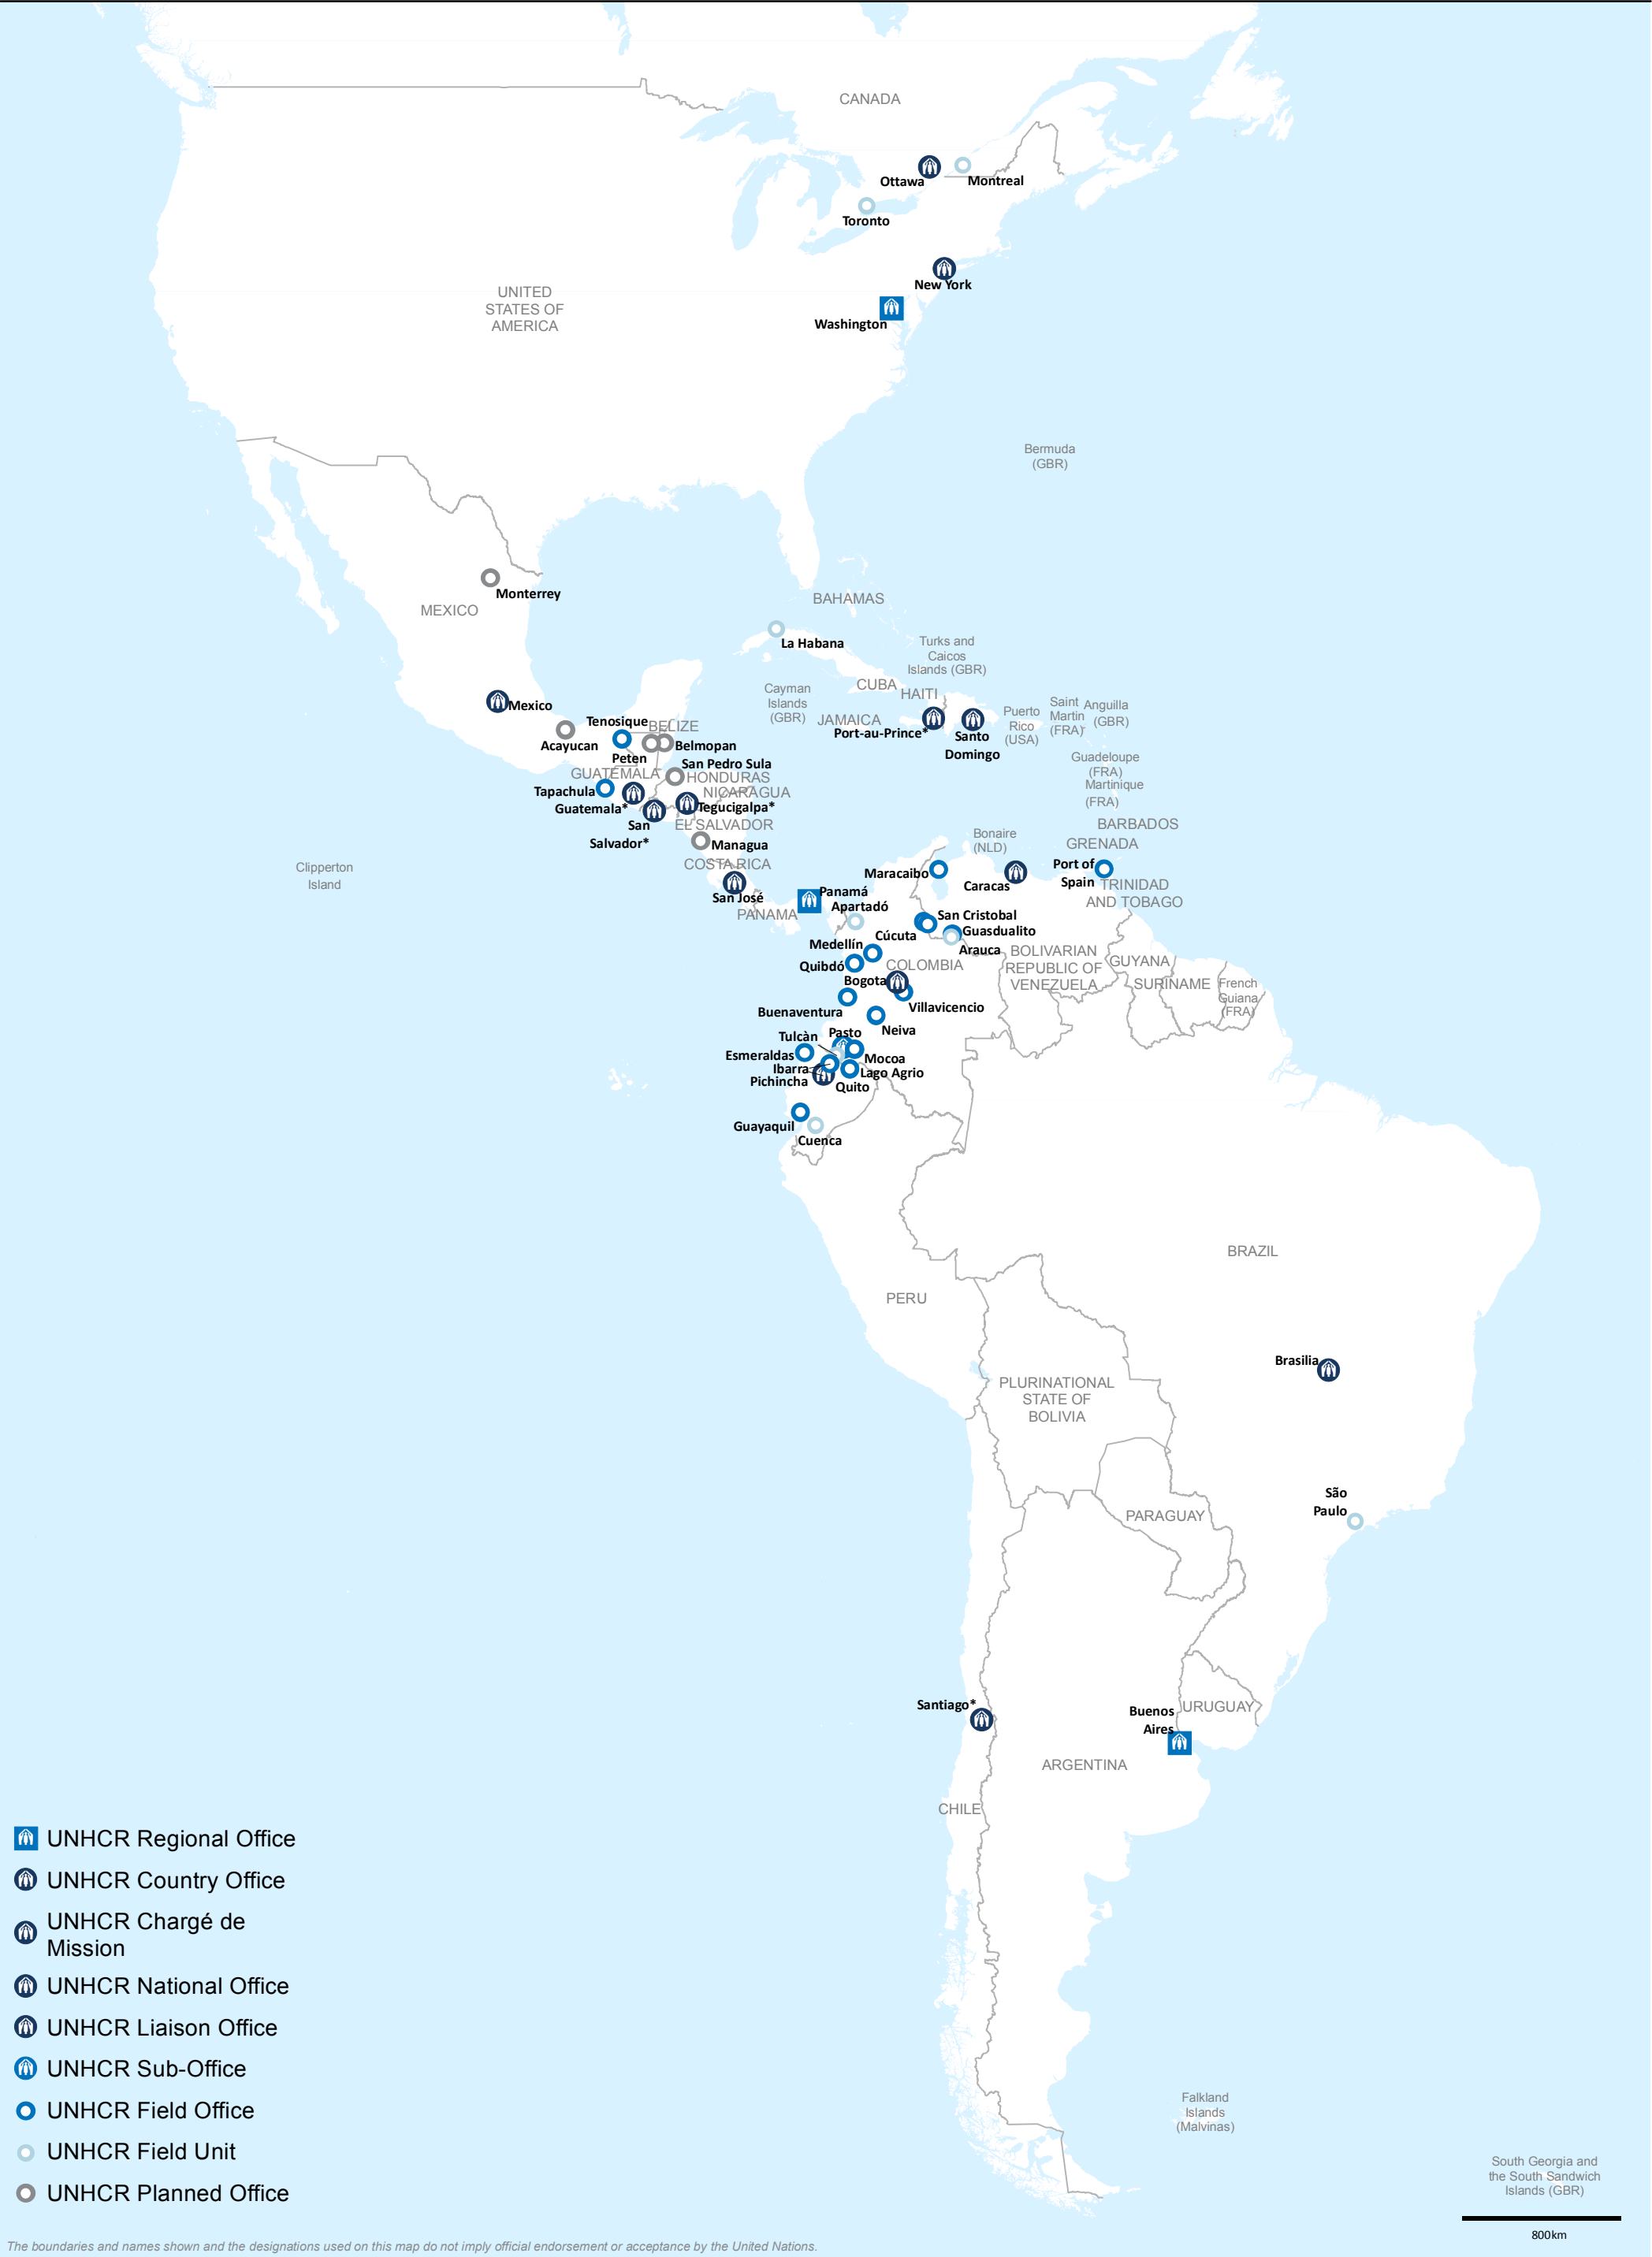 CANADA
Ottawa
Montreal
Toronto
New York
UNITED
STATES OF
AMERICA
Washington
Bermuda
(GBR)
Monterrey
MEXICO
BAHAMAS
La Habana
Turks and
Caicos
Islands (GBR)
CUBA
HAITI
Cayman
Islands
(GBR)
JAMAICA
Port-au-Prince*
Santo
Domingo
Puerto
Rico
(USA)
Saint
Martin
(FRA)
Anguilla
(GBR)
Mexico
Acayucan
Tenosique
BELIZE
Belmopan
Peten
San Pedro Sula
GUATEMALA
HONDURAS
Tapachula
NICARAGUA
Guatemala*
Tegucigalpa*
San
Salvador*
EL SALVADOR
Managua
COSTA RICA
San José
PANAMA
Panamá
Guadeloupe
(FRA)
Martinique
(FRA)
BARBADOS
GRENADA
Bonaire
(NLD)
Port of
Spain
TRINIDAD
AND TOBAGO
Clipperton
Island
Maracaibo
Caracas
Apartadó
San Cristobal
Cúcuta
Guasdualito
Arauca
Medellín
Quibdó
COLOMBIA
Bogota
BOLIVARIAN
REPUBLIC OF
VENEZUELA
GUYANA
SURINAME
French
Guiana
(FRA)
Villavicencio
Buenaventura
Neiva
Tulcàn
Pasto
Esmeraldas
Mocoa
Ibarra
Lago Agrio
Pichincha
Quito
Guayaquil
Cuenca
BRAZIL
PERU
Brasilia
PLURINATIONAL
STATE OF
BOLIVIA
São
Paulo
PARAGUAY
Santiago*
Buenos
Aires
URUGUAY
ARGENTINA
CHILE
UNHCR Regional Office
UNHCR Country Office
UNHCR Chargé de
Mission
UNHCR National Office
UNHCR Liaison Office
UNHCR Sub-Office
UNHCR Field Office
UNHCR Field Unit
UNHCR Planned Office
Falkland
Islands
(Malvinas)
South Georgia and
the South Sandwich
Islands (GBR)
800km
The boundaries and names shown and the designations used on this map do not imply official endorsement or acceptance by the United Nations.